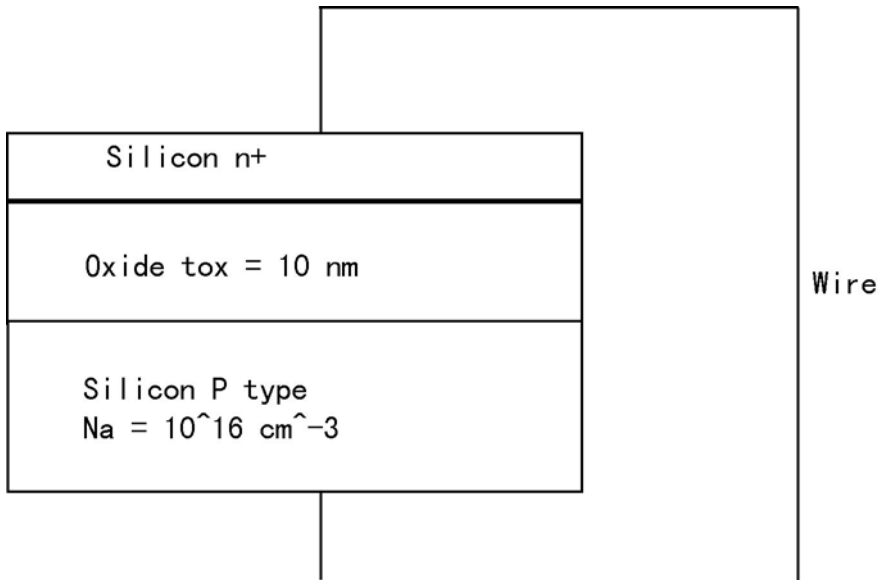 Silicon n+
Oxide tox = 10 nm
Wire
Silicon P type
Na = 10^16 cm^-3